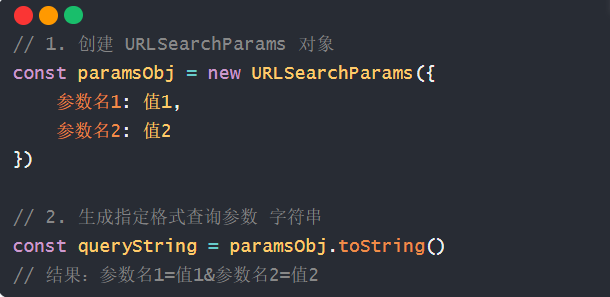 // 1. 创建 URLSearchParams 对象
const paramsObj = new URLSearchParams({
    参数名1: 值1,
    参数名2: 值2
})
// 2. 生成指定格式查询参数 字符串
const queryString = paramsObj.toString()
// 结果：参数名1=值1&参数名2=值2